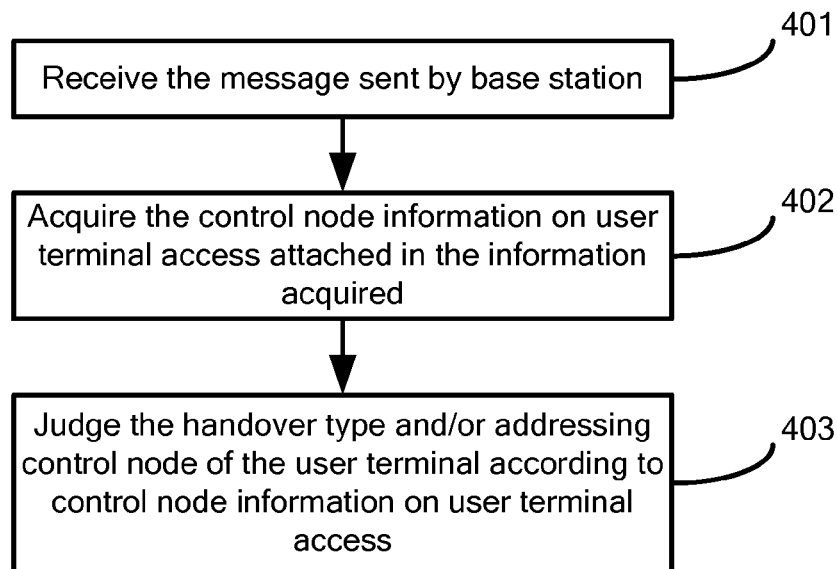 401
Receive the message sent by base station
402
Acquire the control node information on user
terminal access attached in the information
acquired
403
Judge the handover type and/or addressing
control node of the user terminal according to
control node information on user terminal
access